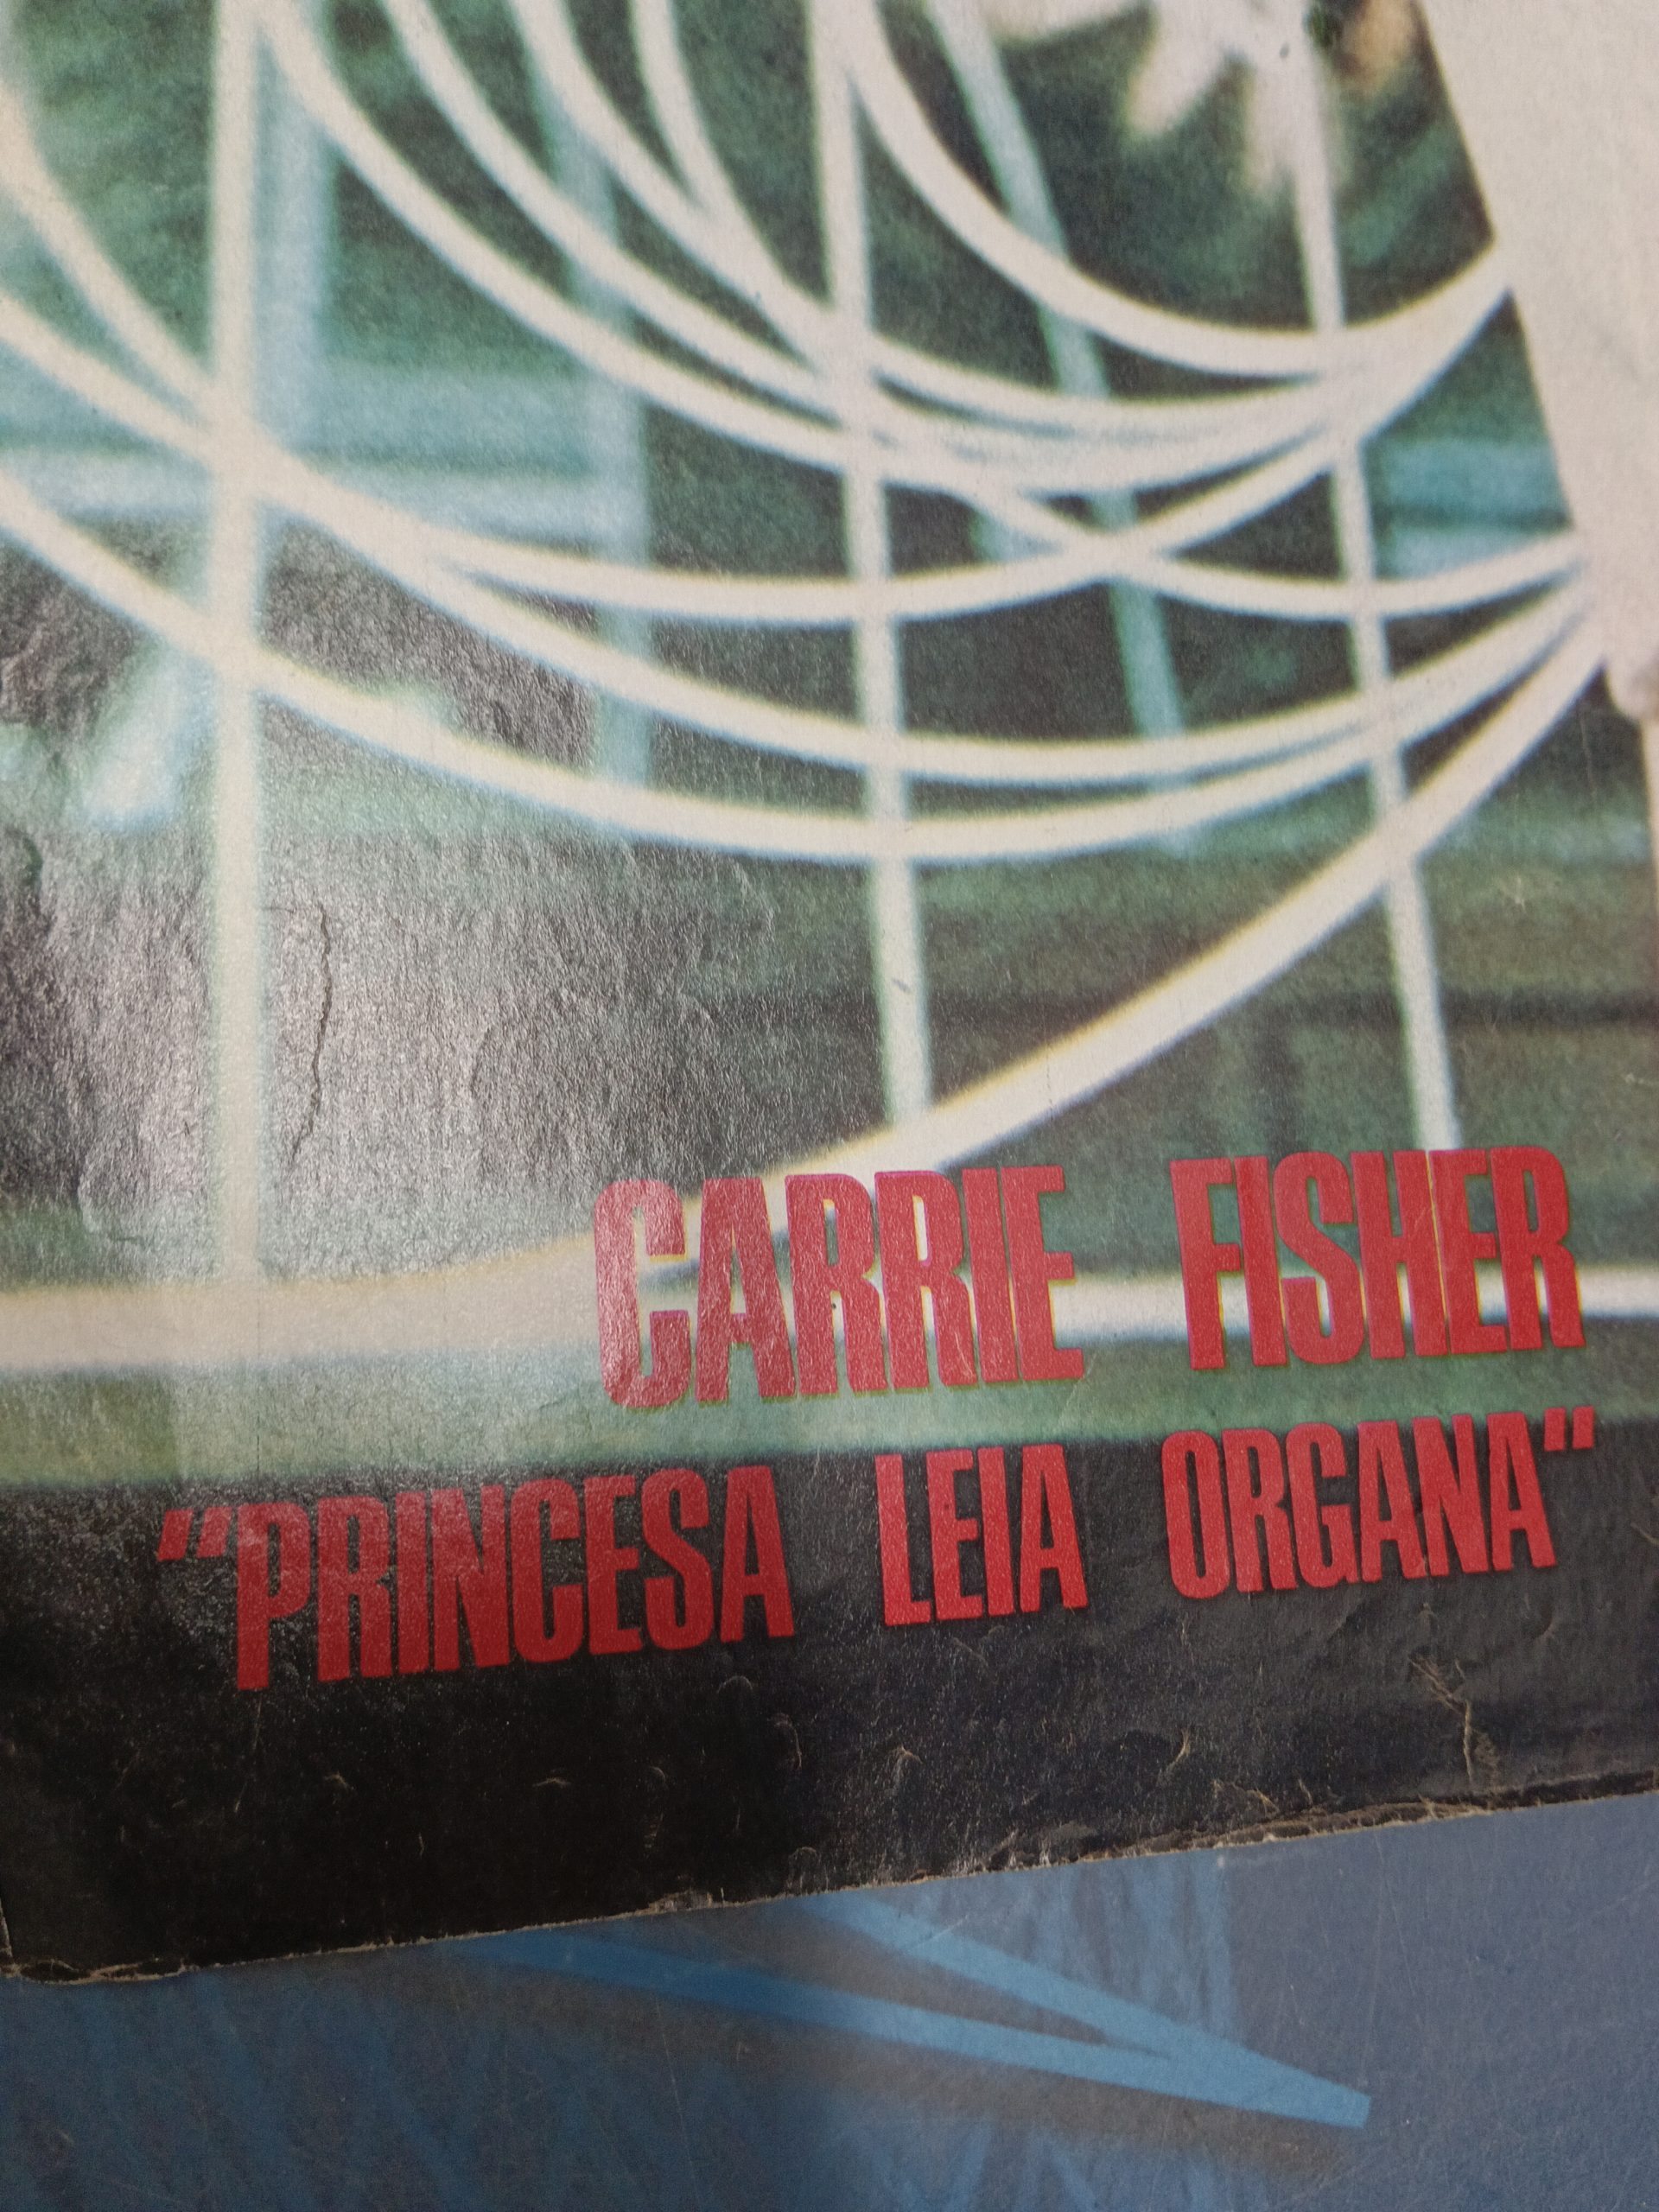 CARRIE FISHER
"PRINCESA LEIA ORGANA"